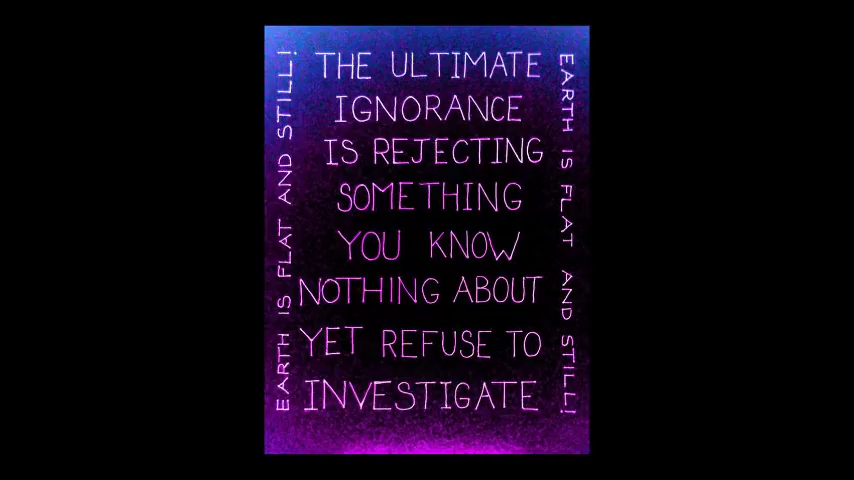 EARTH IS FLAT AND STILL!
THE ULTIMATE
IGNORANCE
IS REJECTING
SOMETHING
YOU KNOW
NOTHING ABOUT
YET REFUSE TO
INVESTIGATE
EARTH IS FLAT AND STILL!